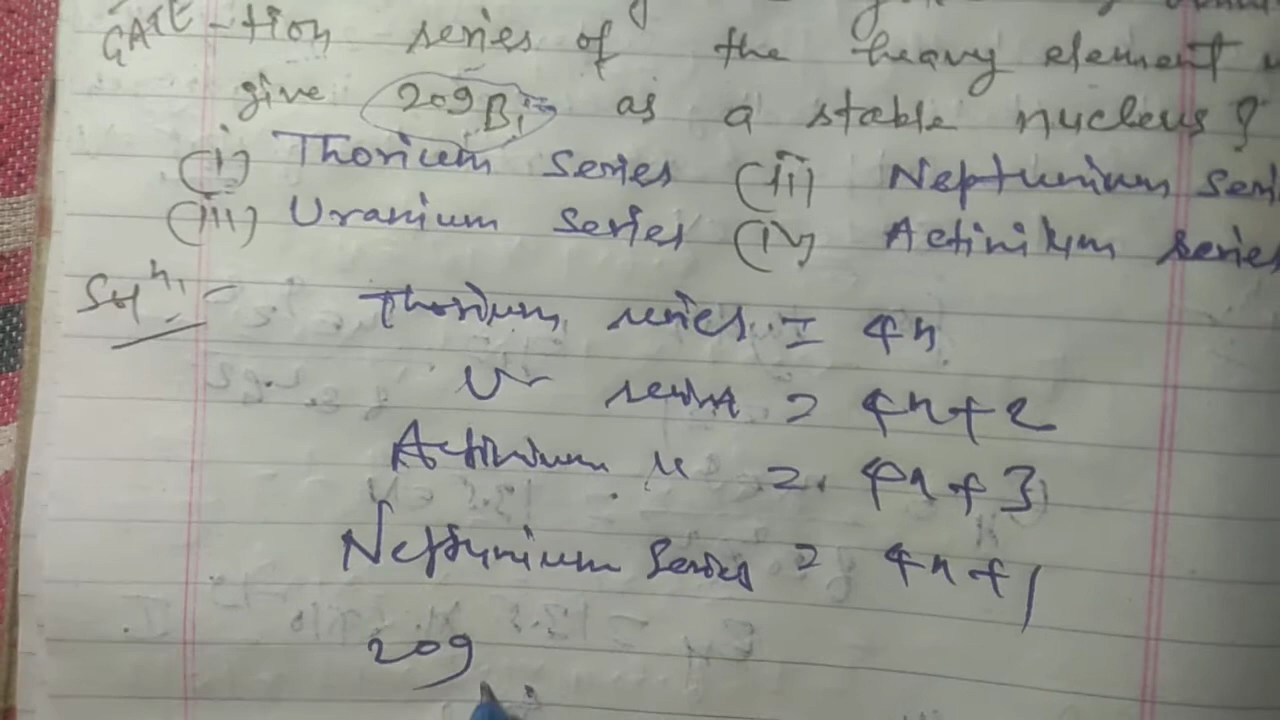 GATE -tion series of the heavy element
give 209Bi as a stable nucleus ?
(i) Thorium series (ii) Neptunium seri
(iii) Uranium series (iv) Actinium series
Solⁿ, - Thorium series = 4n
Ur series = 4n+2
Actinium " = 4n+3
Neptunium series = 4n+1
209